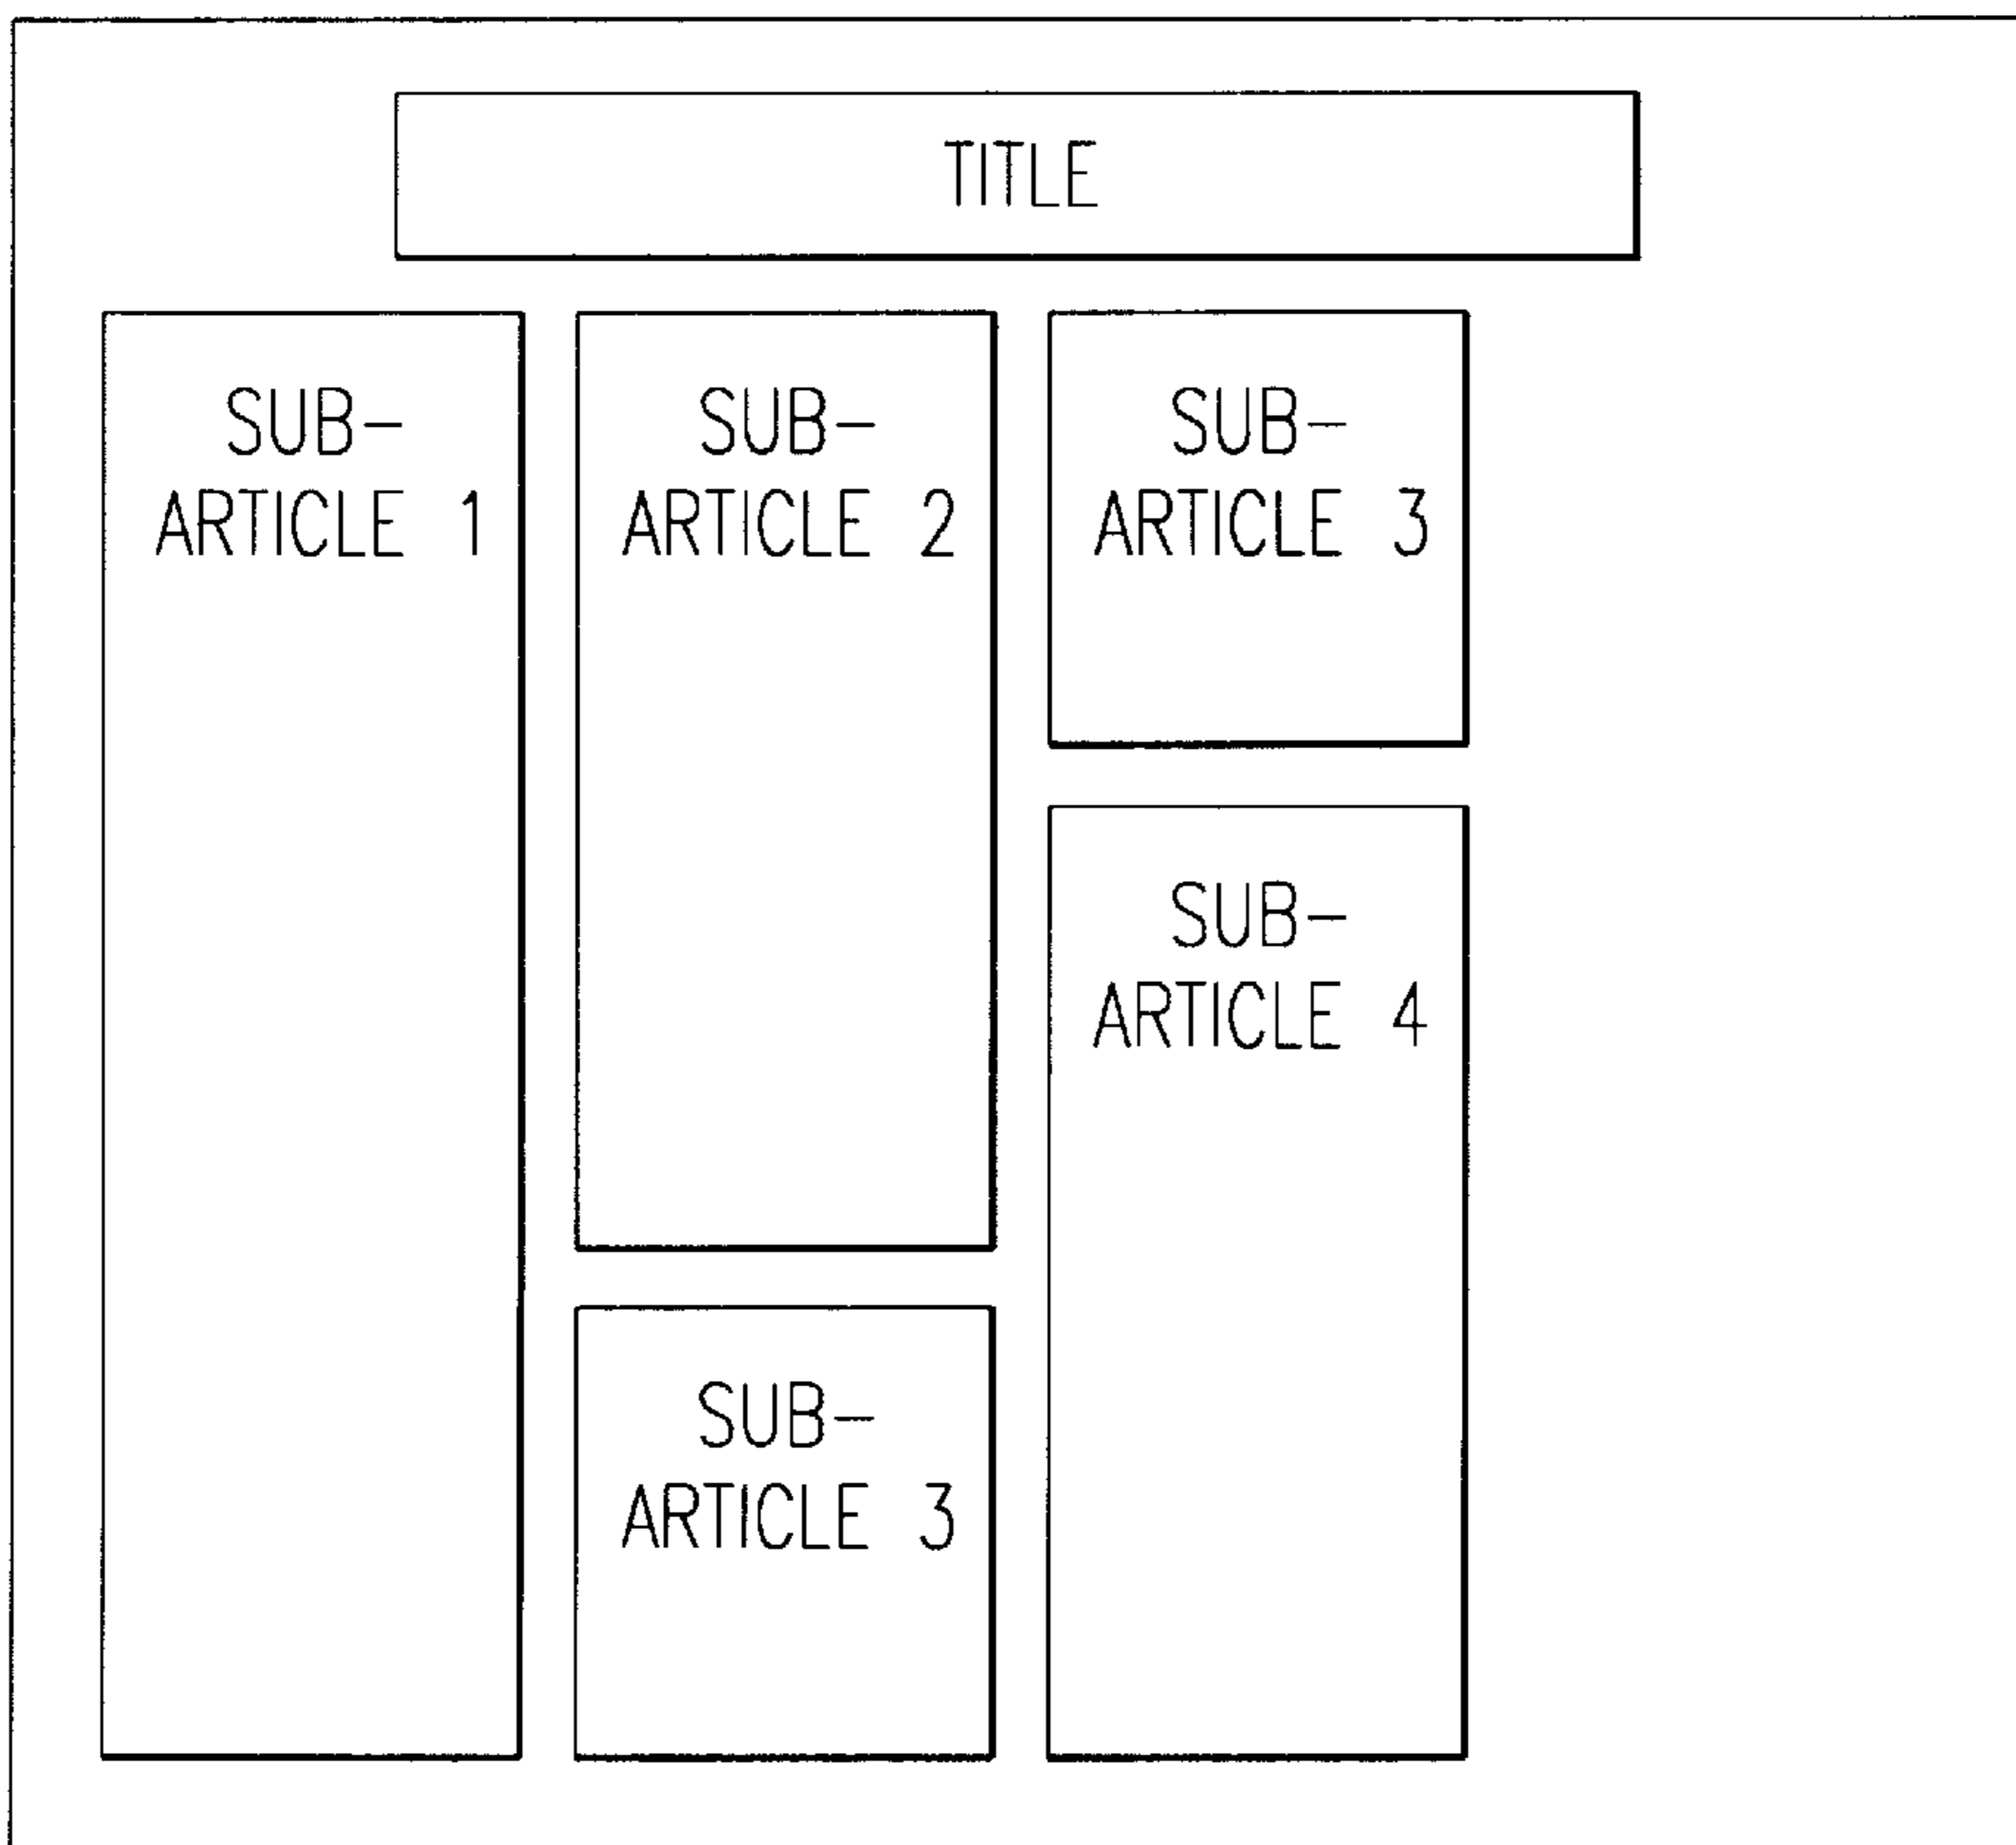 TITLE
SUB-
ARTICLE 1
SUB-
ARTICLE 2
SUB-
ARTICLE 3
SUB-
ARTICLE 3
SUB-
ARTICLE 4